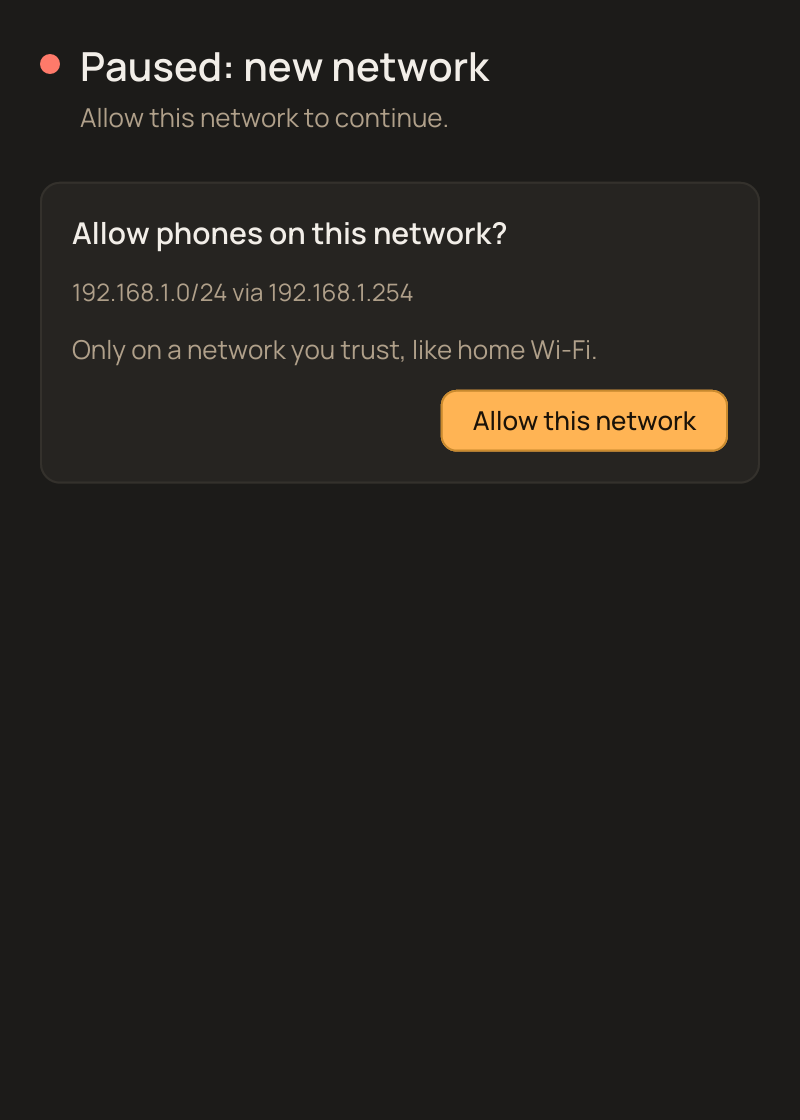 Paused: new network
Allow this network to continue.
Allow phones on this network?
192.168.1.0/24 via 192.168.1.254
Only on a network you trust, like home Wi-Fi.
Allow this network